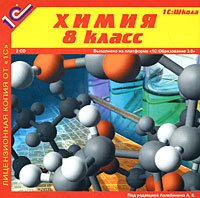 1С:Школа
ХИМИЯ
8 класс
2 CD
Выполнено на платформе «1С:Образование 3.0»
ЛИЦЕНЗИОННАЯ КОПИЯ ОТ «1С»
1С
Под редакцией Ахлебинина А. К.